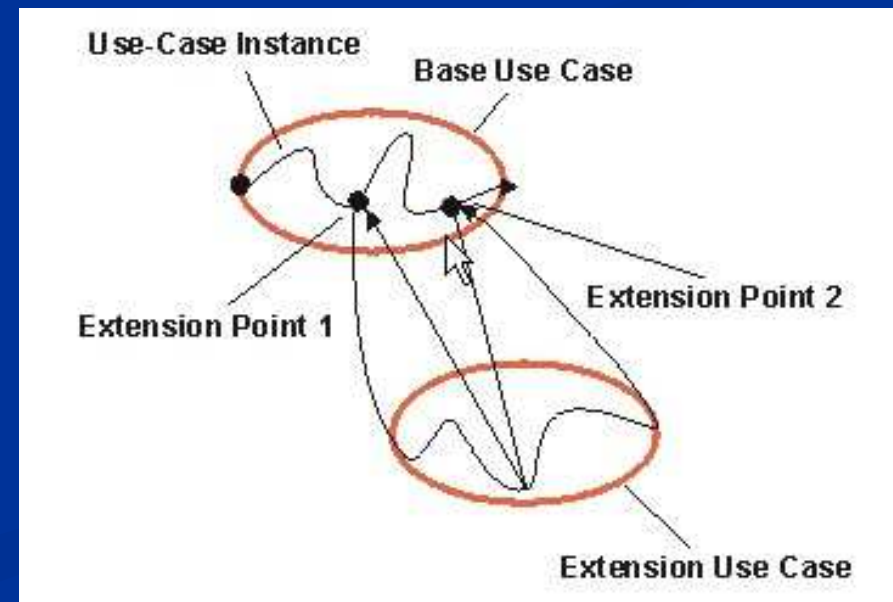 Use-Case Instance
Base Use Case
Extension Point 2
Extension Point 1
Extension Use Case